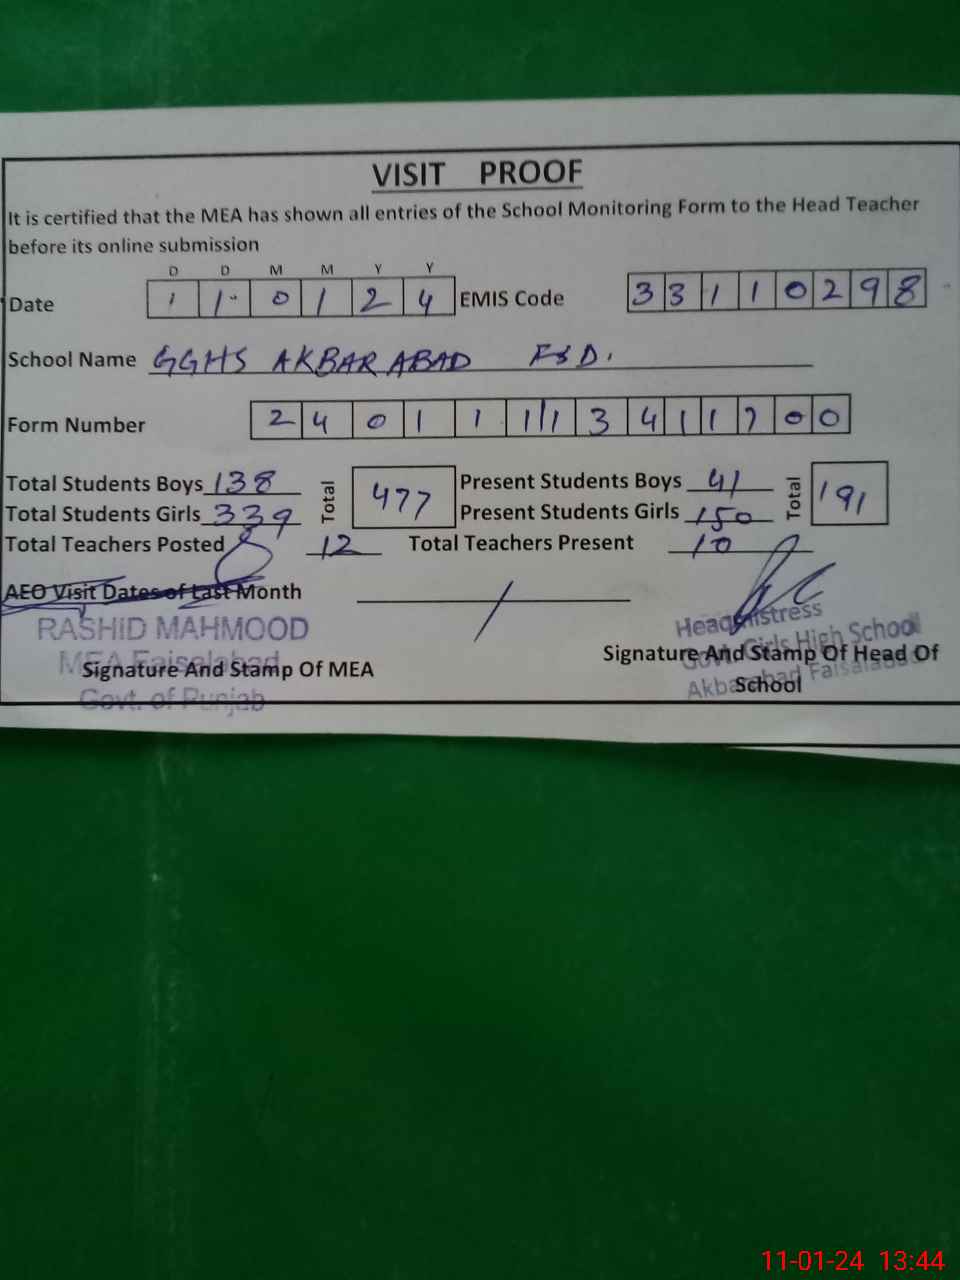 VISIT PROOF
It is certified that the MEA has shown all entries of the School Monitoring Form to the Head Teacher
before its online submission
D D M M Y Y
Date 1 1 0 1 2 4 EMIS Code 3 3 1 1 0 2 9 8
School Name GGHS AKBAR ABAD FSD.
Form Number 2 4 0 1 1 1 3 4 1 1 0 0
Total Students Boys 138 Total 477 Present Students Boys 41 Total 191
Total Students Girls 339 Present Students Girls 150
Total Teachers Posted 12 Total Teachers Present 10
AEO Visit Dates of Last Month /
RASHID MAHMOOD
MEA Faisalabad
Govt. of Punjab
Signature And Stamp Of MEA
Headmistress
Govt. Girls High School
Akbarabad Faisalabad
Signature And Stamp Of Head Of
School
11-01-24 13:44